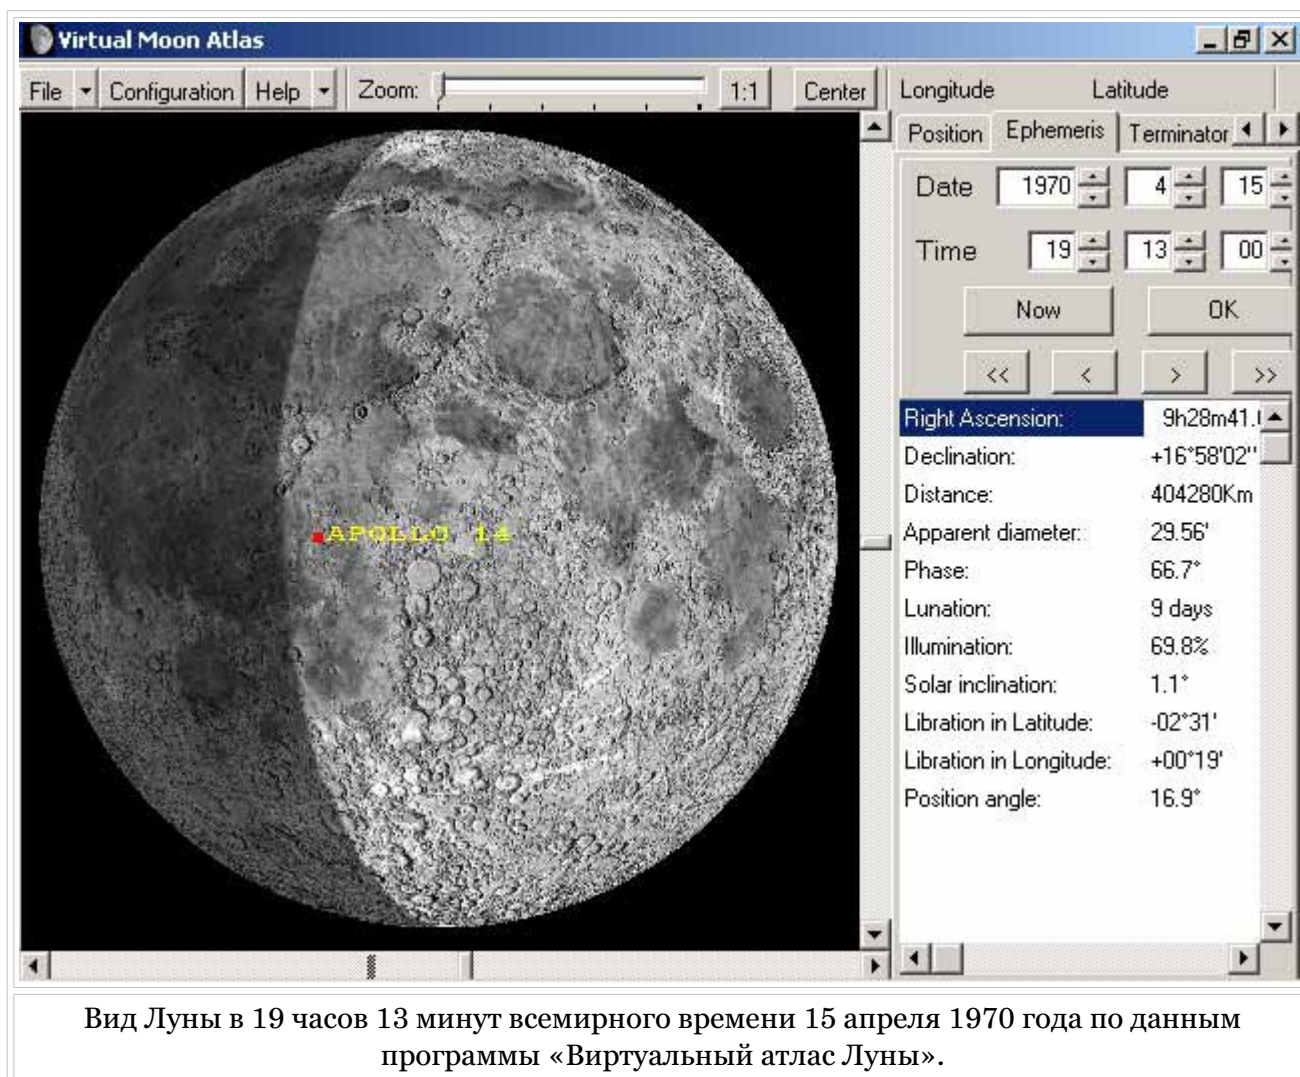 Virtual Moon Atlas
File Configuration Help Zoom: 1:1 Center Longitude Latitude
Position Ephemeris Terminator
Date 1970 4 15
Time 19 13 00
Now OK
<< < > >>
Right Ascension: 9h28m41.
Declination: +16°58'02"
Distance: 404280Km
Apparent diameter: 29.56'
Phase: 66.7°
Lunation: 9 days
Illumination: 69.8%
Solar inclination: 1.1°
Libration in Latitude: -02°31'
Libration in Longitude: +00°19'
Position angle: 16.9°
APOLLO 14
Вид Луны в 19 часов 13 минут всемирного времени 15 апреля 1970 года по данным
программы «Виртуальный атлас Луны».